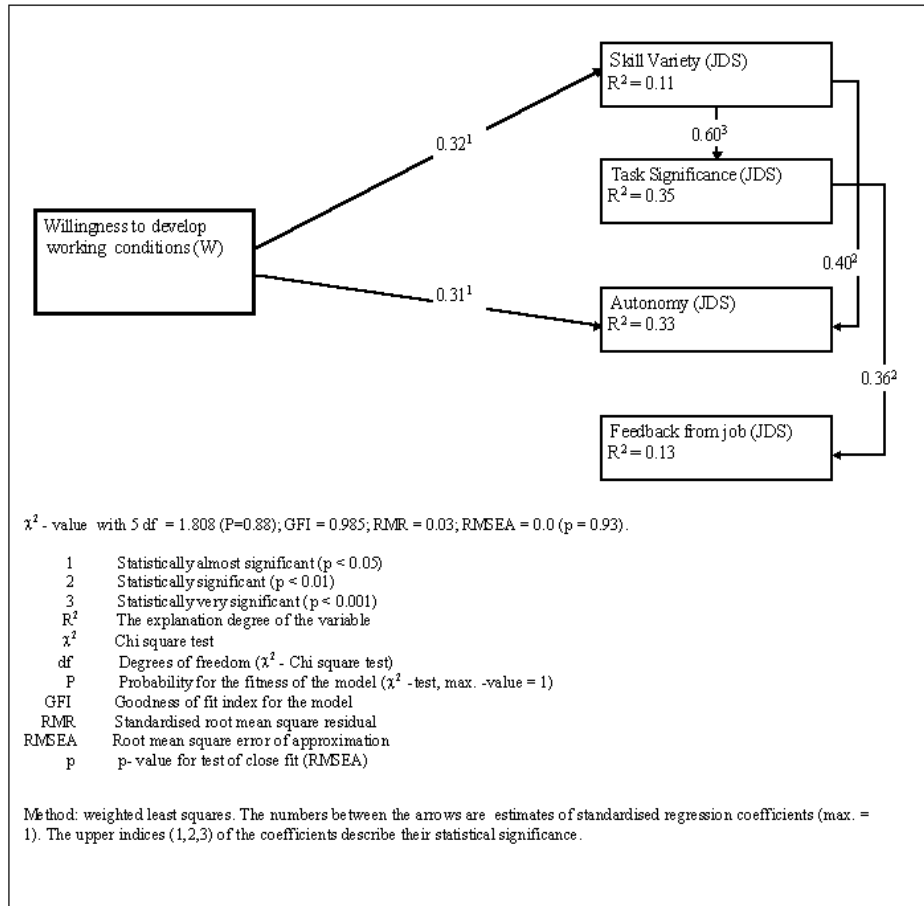 Skill Variety (JDS)
R² = 0.11
0.60³
0.32¹
Task Significance (JDS)
R² = 0.35
Willingness to develop
working conditions (W)
0.40²
0.31¹
Autonomy (JDS)
R² = 0.33
0.36²
Feedback from job (JDS)
R² = 0.13
χ² - value with 5 df = 1.808 (P=0.88); GFI = 0.985; RMR = 0.03; RMSEA = 0.0 (p = 0.93).
1 Statistically almost significant (p < 0.05)
2 Statistically significant (p < 0.01)
3 Statistically very significant (p < 0.001)
R² The explanation degree of the variable
χ² Chi square test
df Degrees of freedom (χ² - Chi square test)
P Probability for the fitness of the model (χ² -test, max. -value = 1)
GFI Goodness of fit index for the model
RMR Standardised root mean square residual
RMSEA Root mean square error of approximation
p p- value for test of close fit (RMSEA)
Method: weighted least squares. The numbers between the arrows are estimates of standardised regression coefficients (max. =
1). The upper indices (1,2,3) of the coefficients describe their statistical significance.